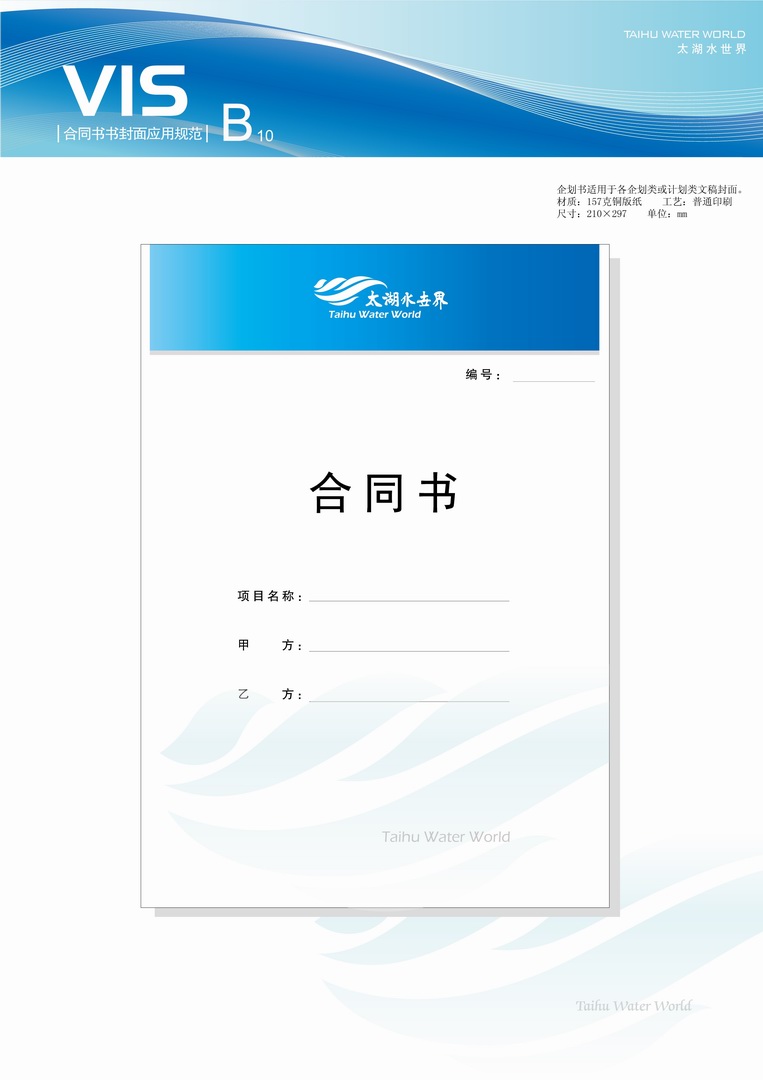 TAIHU WATER WORLD
太湖水世界
VIS
|合同书书封面应用规范| B10
企划书适用于各企划类或计划类文稿封面。
材质：157克铜版纸 工艺：普通印刷
尺寸：210×297 单位：mm
太湖水世界
Taihu Water World
编号：
合同书
项目名称：
甲 方：
乙 方：
Taihu Water World
Taihu Water World